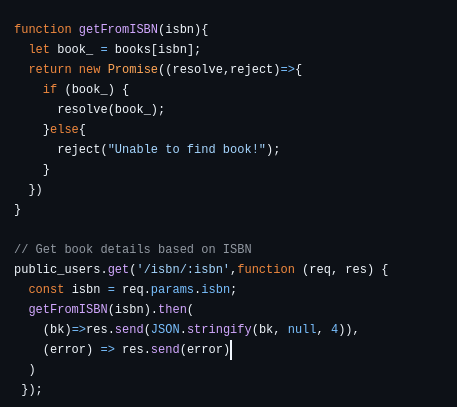 function getFromISBN(isbn){
  let book_ = books[isbn];
  return new Promise((resolve,reject)=>{
    if (book_) {
      resolve(book_);
    }else{
      reject("Unable to find book!");
    }
  })
}
// Get book details based on ISBN
public_users.get('/isbn/:isbn',function (req, res) {
  const isbn = req.params.isbn;
  getFromISBN(isbn).then(
    (bk)=>res.send(JSON.stringify(bk, null, 4)),
    (error) => res.send(error)
  )
 });